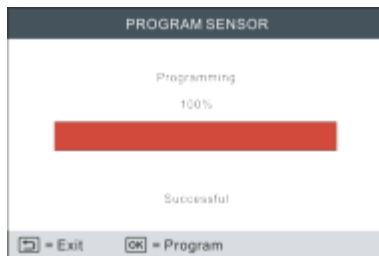 PROGRAM SENSOR
Programming
100%
Successful
= Exit OK = Program